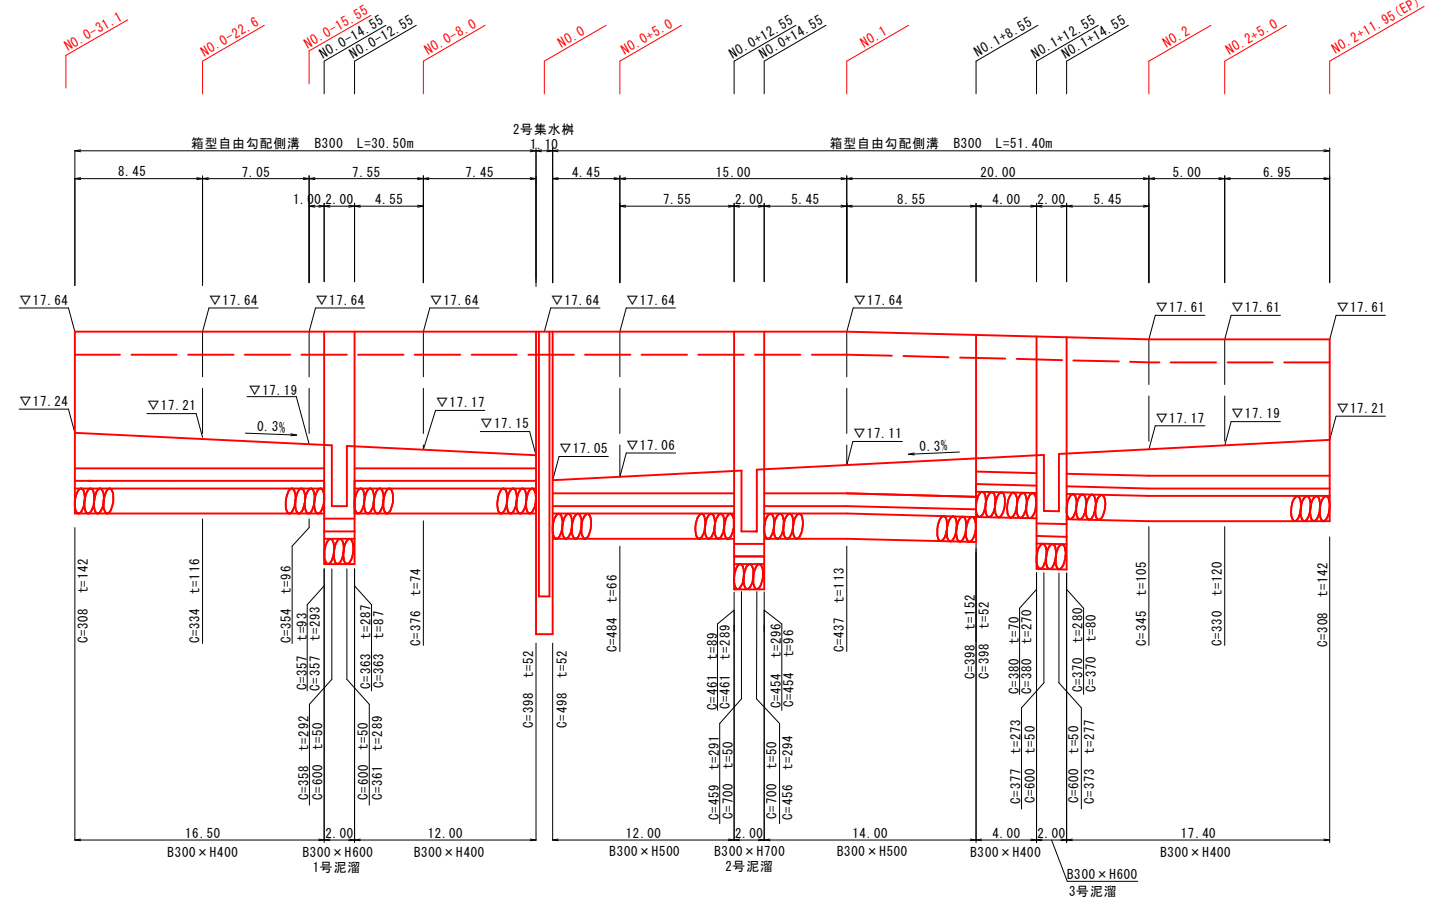 NO.0-31.1
NO.0-22.6
NO.0-15.55
NO.0-14.55
NO.0-12.55
NO.0-8.0
NO.0
NO.0+5.0
NO.0+12.55
NO.0+14.55
NO.1
NO.1+8.55
NO.1+12.55
NO.1+14.55
NO.2
NO.2+5.0
NO.2+11.95(EP)
2号集水桝
箱型自由勾配側溝 B300 L=30.50m
1.10
箱型自由勾配側溝 B300 L=51.40m
8.45 7.05 7.55 7.45 4.45 15.00 20.00 5.00 6.95
1.00 2.00 4.55 7.55 2.00 5.45 8.55 4.00 2.00 5.45
▽17.64 ▽17.64 ▽17.64 ▽17.64 ▽17.64 ▽17.64 ▽17.64 ▽17.61 ▽17.61 ▽17.61
▽17.24 ▽17.21 ▽17.19 ▽17.17 ▽17.15 ▽17.05 ▽17.06 ▽17.11 ▽17.17 ▽17.19 ▽17.21
0.3% 0.3%
C=308 t=142
C=334 t=116
C=354 t=96
C=357 t=93
C=357 t=293
C=363 t=287
C=363 t=87
C=376 t=74
C=398 t=52
C=498 t=52
C=484 t=66
C=461 t=89
C=461 t=289
C=454 t=296
C=454 t=96
C=437 t=113
C=398 t=152
C=398 t=52
C=380 t=70
C=380 t=270
C=370 t=280
C=370 t=80
C=345 t=105
C=330 t=120
C=308 t=142
C=358 t=292
C=600 t=50
C=600 t=50
C=361 t=289
C=459 t=291
C=700 t=50
C=700 t=50
C=456 t=294
C=377 t=273
C=600 t=50
C=600 t=50
C=373 t=277
16.50 2.00 12.00 12.00 2.00 14.00 4.00 2.00 17.40
B300×H400 B300×H600 B300×H400 B300×H500 B300×H700 B300×H500 B300×H400 B300×H400
1号泥溜 2号泥溜
B300×H600
3号泥溜